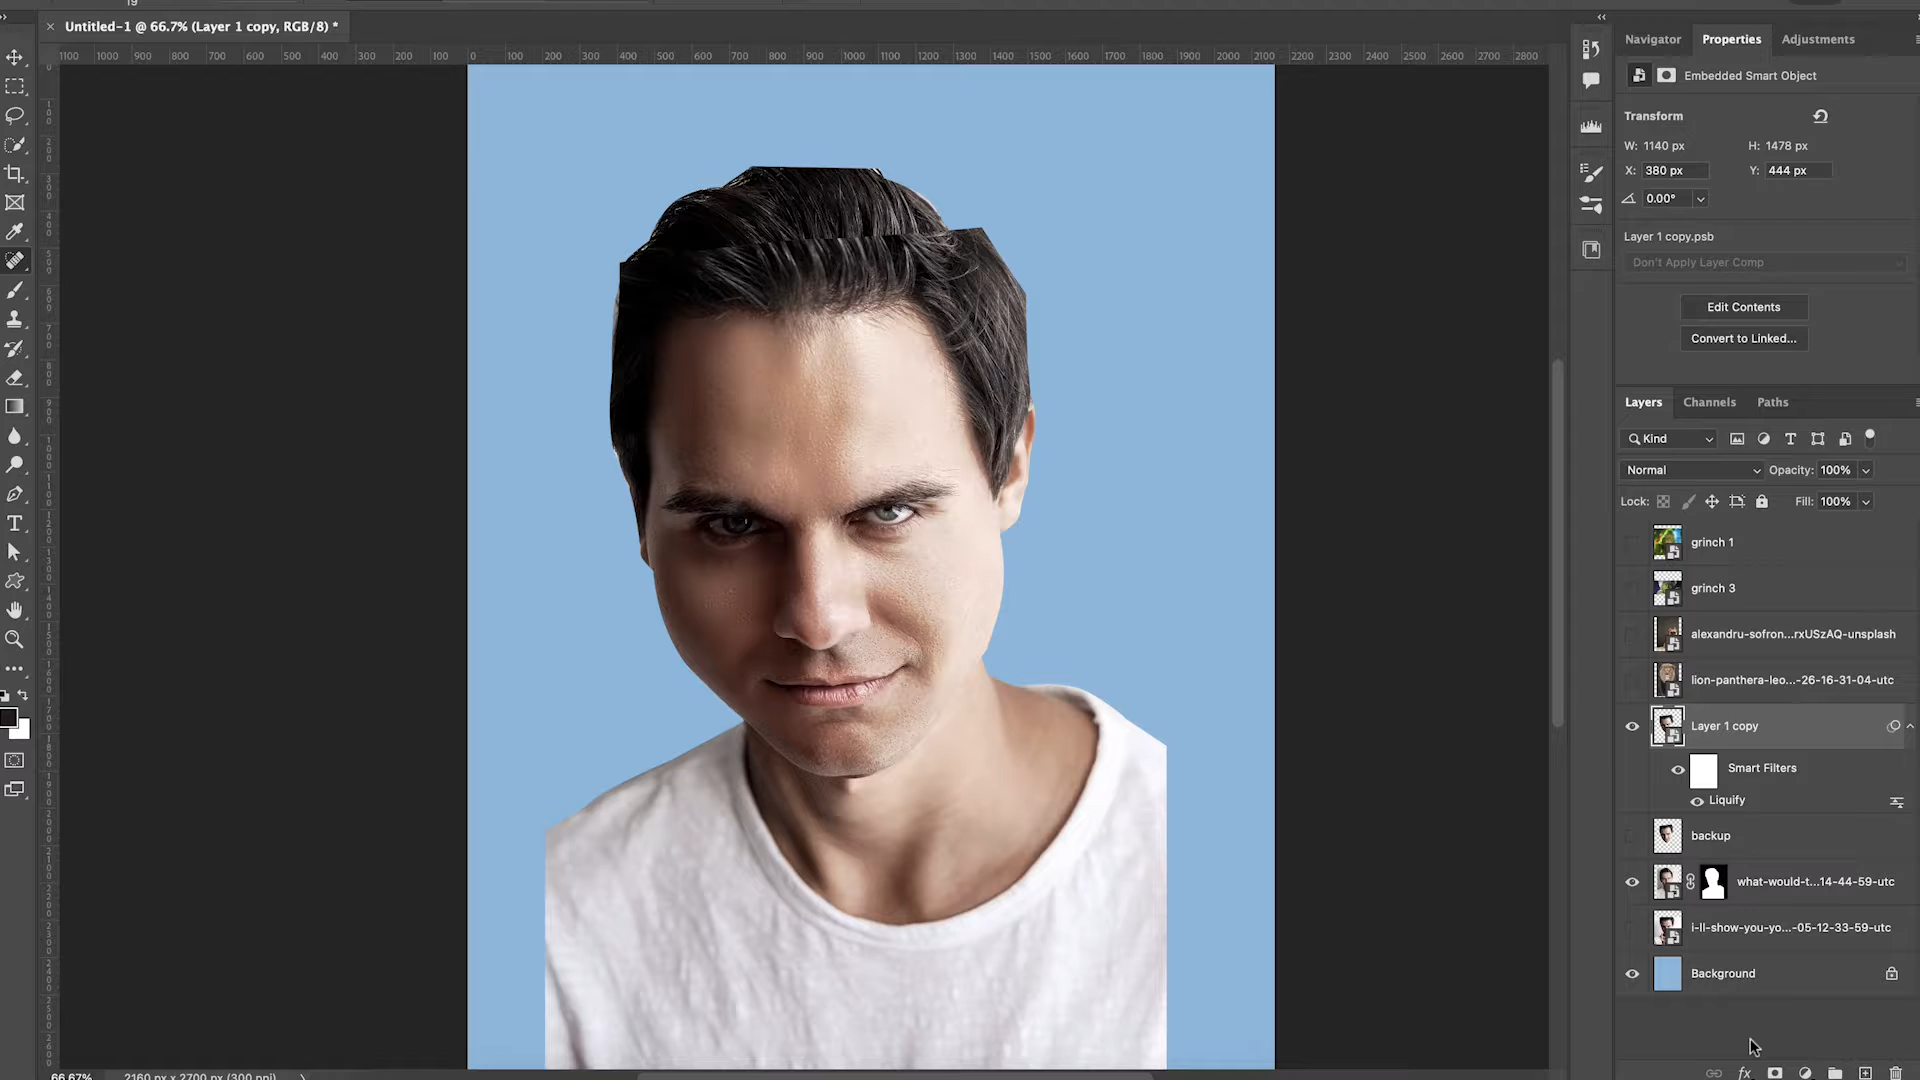 19
Untitled-1 @ 66.7% (Layer 1 copy, RGB/8) *
1100 1000 900 800 700 600 500 400 300 200 100 0 100 200 300 400 500 600 700 800 900 1000 1100 1200 1300 1400 1500 1600 1700 1800 1900 2000 2100 2200 2300 2400 2500 2600 2700 2800
Navigator Properties Adjustments
Embedded Smart Object
Transform
W: 1140 px H: 1478 px
X: 380 px Y: 444 px
0.00°
Layer 1 copy.psb
Don't Apply Layer Comp
Edit Contents
Convert to Linked...
Layers Channels Paths
Kind
Normal Opacity: 100%
Lock: Fill: 100%
grinch 1
grinch 3
alexandru-sofron...rxUSzAQ-unsplash
lion-panthera-leo...-26-16-31-04-utc
Layer 1 copy
Smart Filters
Liquify
backup
what-would-t...14-44-59-utc
i-ll-show-you-yo...-05-12-33-59-utc
Background
fx
66.67% 2160 px x 2700 px (300 ppi)